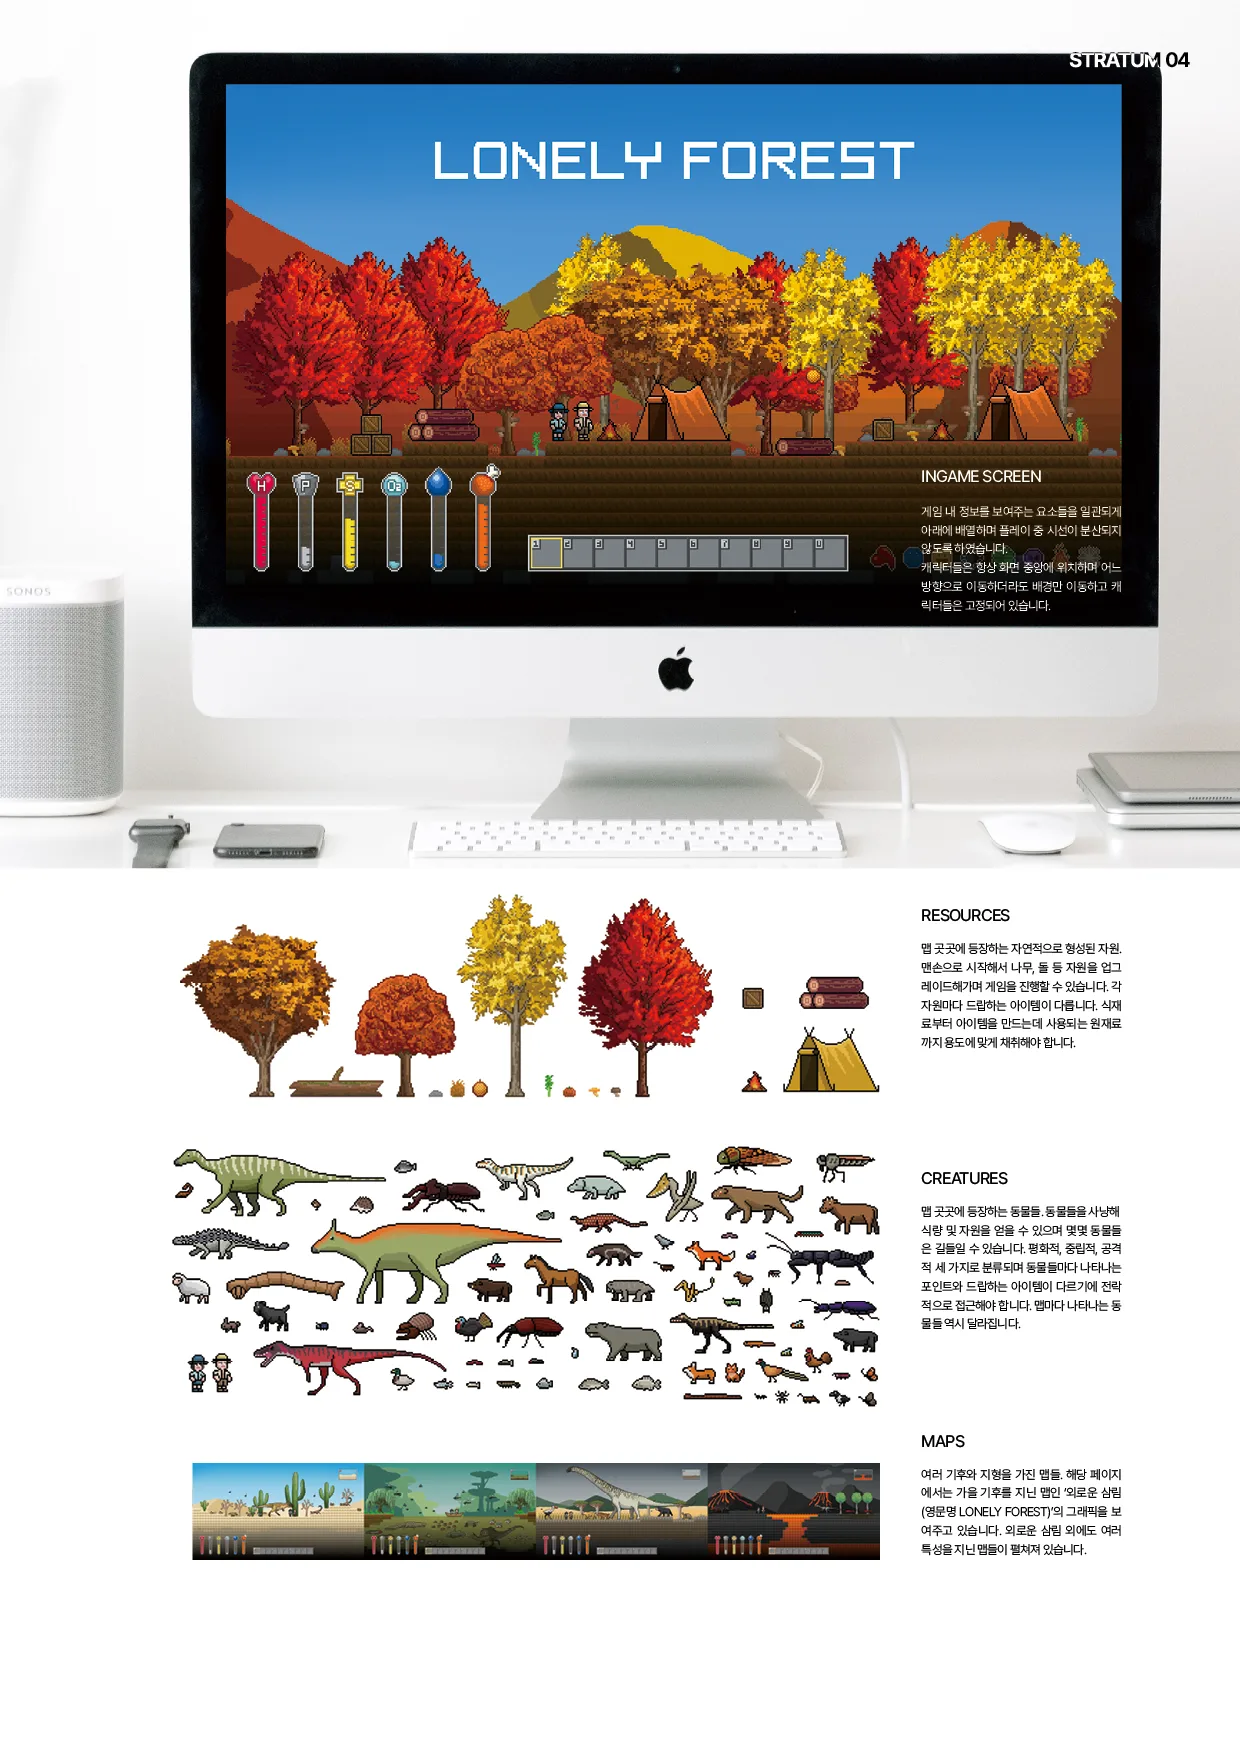 STRATUM 04
LONELY FOREST
H P S O2
1 2 3 4 5 6 7 8 9 0
INGAME SCREEN
게임 내 정보를 보여주는 요소들을 일관되게
아래에 배열하며 플레이 중 시선이 분산되지
않도록 하였습니다.
캐릭터들은 항상 화면 중앙에 위치하며 어느
방향으로 이동하더라도 배경만 이동하고 캐
릭터들은 고정되어 있습니다.
SONOS
RESOURCES
맵 곳곳에 등장하는 자연적으로 형성된 자원.
맨손으로 시작해서 나무, 돌 등 자원을 업그
레이드해가며 게임을 진행할 수 있습니다. 각
자원마다 드랍하는 아이템이 다릅니다. 식재
료부터 아이템을 만드는데 사용되는 원재료
까지 용도에 맞게 채취해야 합니다.
CREATURES
맵 곳곳에 등장하는 동물들. 동물들을 사냥해
식량 및 자원을 얻을 수 있으며 몇몇 동물들
은 길들일 수 있습니다. 평화적, 중립적, 공격
적 세 가지로 분류되며 동물들마다 나타나는
포인트와 드랍하는 아이템이 다르기에 전략
적으로 접근해야 합니다. 맵마다 나타나는 동
물들 역시 달라집니다.
MAPS
여러 기후와 지형을 가진 맵들. 해당 페이지
에서는 가을 기후를 지닌 맵인 ‘외로운 삼림
(영문명 LONELY FOREST)’의 그래픽을 보
여주고 있습니다. 외로운 삼림 외에도 여러
특성을 지닌 맵들이 펼쳐져 있습니다.